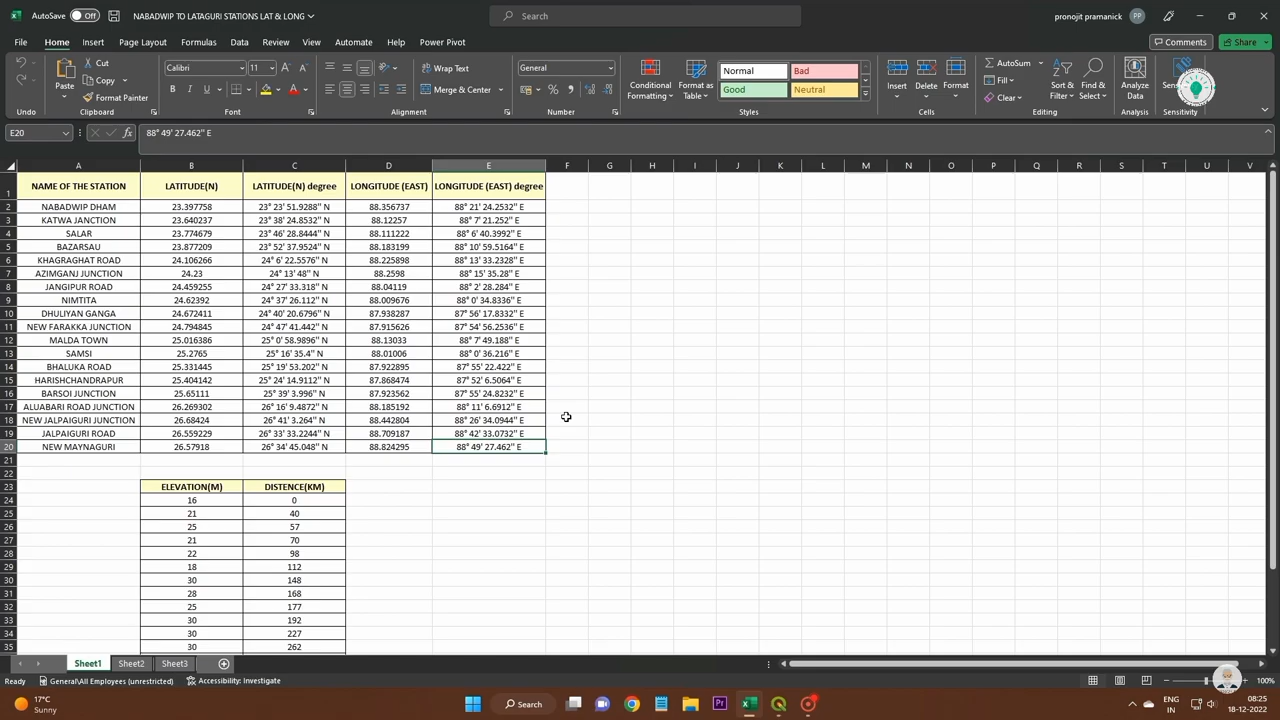 AutoSave Off NABADWIP TO LATAGURI STATIONS LAT & LONG Search pronojit pramanick PP
File Home Insert Page Layout Formulas Data Review View Automate Help Power Pivot Comments Share
Paste Cut Copy Format Painter Calibri 11 Wrap Text Merge & Center General Conditional Formatting Format as Table Normal Bad Good Neutral Insert Delete Format AutoSum Fill Clear Sort & Filter Find & Select Analyze Data
Undo Clipboard Font Alignment Number Styles Cells Editing Analysis Sensitivity
E20 fx 88° 49' 27.462" E
A B C D E F G H I J K L M N O P Q R S T U V
1 NAME OF THE STATION LATITUDE(N) LATITUDE(N) degree LONGITUDE (EAST) LONGITUDE (EAST) degree
2 NABADWIP DHAM 23.397758 23° 23' 51.9288" N 88.356737 88° 21' 24.2532" E
3 KATWA JANCTION 23.640237 23° 38' 24.8532" N 88.12257 88° 7' 21.252" E
4 SALAR 23.774679 23° 46' 28.8444" N 88.111222 88° 6' 40.3992" E
5 BAZARSAU 23.877209 23° 52' 37.9524" N 88.183199 88° 10' 59.5164" E
6 KHAGRAGHAT ROAD 24.106266 24° 6' 22.5576" N 88.225898 88° 13' 33.2328" E
7 AZIMGANJ JUNCTION 24.23 24° 13' 48" N 88.2598 88° 15' 35.28" E
8 JANGIPUR ROAD 24.459255 24° 27' 33.318" N 88.04119 88° 2' 28.284" E
9 NIMTITA 24.62392 24° 37' 26.112" N 88.009676 88° 0' 34.8336" E
10 DHULIYAN GANGA 24.672411 24° 40' 20.6796" N 87.938287 87° 56' 17.8332" E
11 NEW FARAKKA JUNCTION 24.794845 24° 47' 41.442" N 87.915626 87° 54' 56.2536" E
12 MALDA TOWN 25.016386 25° 0' 58.9896" N 88.13033 88° 7' 49.188" E
13 SAMSI 25.2765 25° 16' 35.4" N 88.01006 88° 0' 36.216" E
14 BHALUKA ROAD 25.331445 25° 19' 53.202" N 87.922895 87° 55' 22.422" E
15 HARISHCHANDRAPUR 25.404142 25° 24' 14.9112" N 87.868474 87° 52' 6.5064" E
16 BARSOI JUNCTION 25.65111 25° 39' 3.996" N 87.923562 87° 55' 24.8232" E
17 ALUABARI ROAD JUNCTION 26.269302 26° 16' 9.4872" N 88.185192 88° 11' 6.6912" E
18 NEW JALPAIGURI JUNCTION 26.68424 26° 41' 3.264" N 88.442804 88° 26' 34.0944" E
19 JALPAIGURI ROAD 26.559229 26° 33' 33.2244" N 88.709187 88° 42' 33.0732" E
20 NEW MAYNAGURI 26.57918 26° 34' 45.048" N 88.824295 88° 49' 27.462" E
21
22
23 ELEVATION(M) DISTENCE(KM)
24 16 0
25 21 40
26 25 57
27 21 70
28 22 98
29 18 112
30 30 148
31 28 168
32 25 177
33 30 192
34 30 227
35 30 262
Sheet1 Sheet2 Sheet3
Ready General\All Employees (unrestricted) Accessibility: Investigate 100%
17°C Sunny Search ENG IN 08:25 18-12-2022